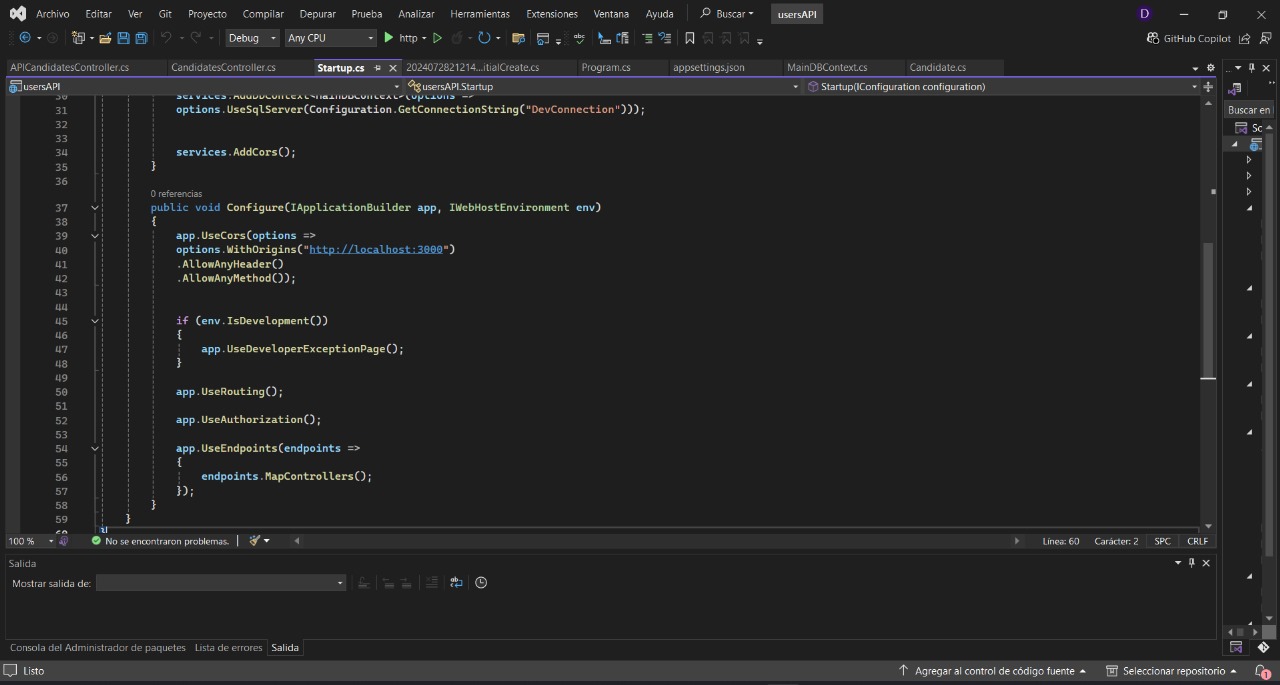 Archivo Editar Ver Git Proyecto Compilar Depurar Prueba Analizar Herramientas Extensiones Ventana Ayuda Buscar usersAPI D
Debug Any CPU http GitHub Copilot
APICandidatesController.cs CandidatesController.cs Startup.cs 2024072821214...itialCreate.cs Program.cs appsettings.json MainDBContext.cs Candidate.cs
usersAPI usersAPI.Startup Startup(IConfiguration configuration)
Buscar en
30 services.AddDbContext<MainDBContext>(options =>
31 options.UseSqlServer(Configuration.GetConnectionString("DevConnection")));
32
33
34 services.AddCors();
35 }
36
0 referencias
37 public void Configure(IApplicationBuilder app, IWebHostEnvironment env)
38 {
39 app.UseCors(options =>
40 options.WithOrigins("http://localhost:3000")
41 .AllowAnyHeader()
42 .AllowAnyMethod());
43
44
45 if (env.IsDevelopment())
46 {
47 app.UseDeveloperExceptionPage();
48 }
49
50 app.UseRouting();
51
52 app.UseAuthorization();
53
54 app.UseEndpoints(endpoints =>
55 {
56 endpoints.MapControllers();
57 });
58 }
59 }
60 }
100 % No se encontraron problemas. Línea: 60 Carácter: 2 SPC CRLF
Salida
Mostrar salida de:
Consola del Administrador de paquetes Lista de errores Salida
Listo Agregar al control de código fuente Seleccionar repositorio 1